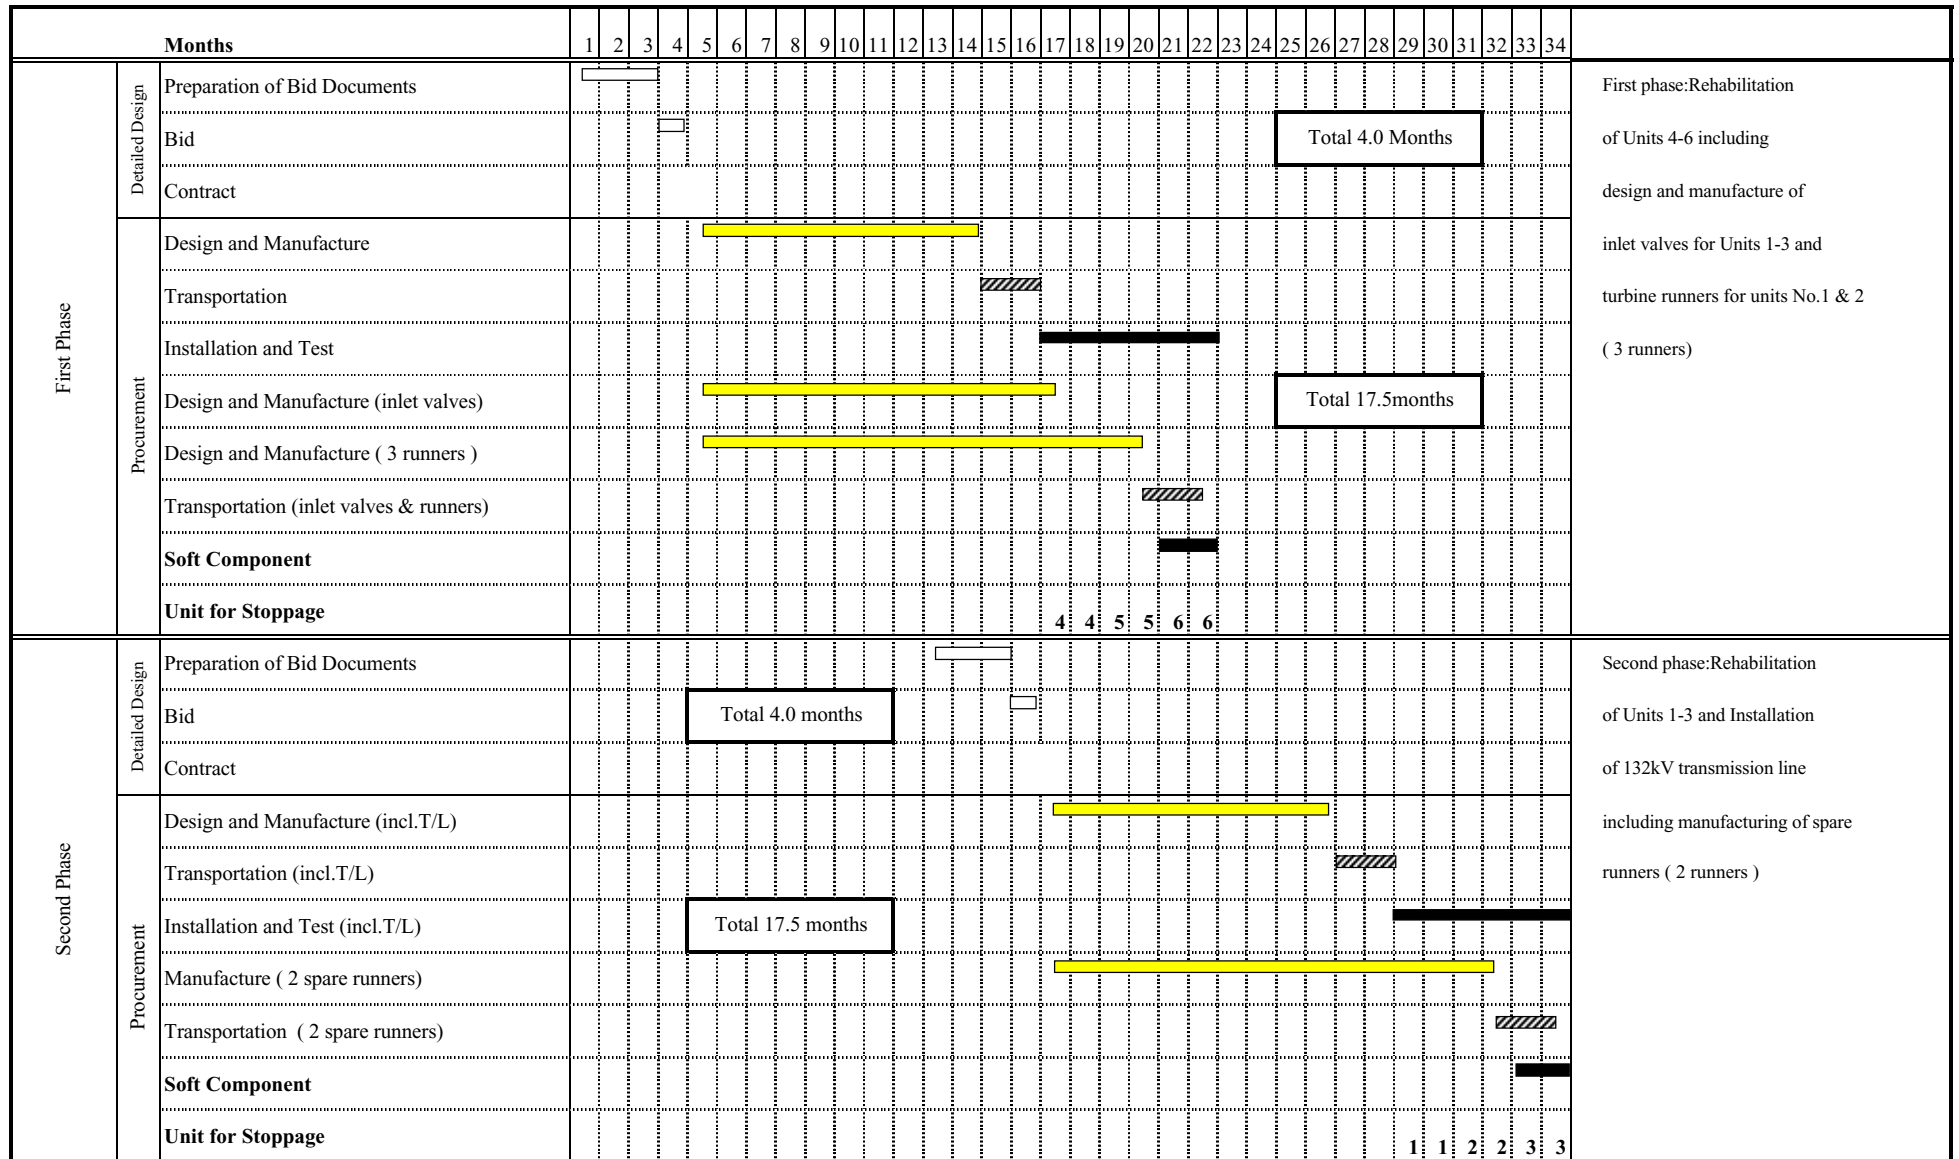 Months 1 2 3 4 5 6 7 8 9 10 11 12 13 14 15 16 17 18 19 20 21 22 23 24 25 26 27 28 29 30 31 32 33 34
First Phase
Detailed Design
Preparation of Bid Documents
First phase:Rehabilitation
Bid
Total 4.0 Months
of Units 4-6 including
Contract
design and manufacture of
Procurement
Design and Manufacture
inlet valves for Units 1-3 and
Transportation
turbine runners for units No.1 & 2
Installation and Test
( 3 runners)
Design and Manufacture (inlet valves)
Total 17.5months
Design and Manufacture ( 3 runners )
Transportation (inlet valves & runners)
Soft Component
Unit for Stoppage 4 4 5 5 6 6
Second Phase
Detailed Design
Preparation of Bid Documents
Second phase:Rehabilitation
Bid
Total 4.0 months
of Units 1-3 and Installation
Contract
of 132kV transmission line
Procurement
Design and Manufacture (incl.T/L)
including manufacturing of spare
Transportation (incl.T/L)
runners ( 2 runners )
Installation and Test (incl.T/L)
Total 17.5 months
Manufacture ( 2 spare runners)
Transportation ( 2 spare runners)
Soft Component
Unit for Stoppage 1 1 2 2 3 3